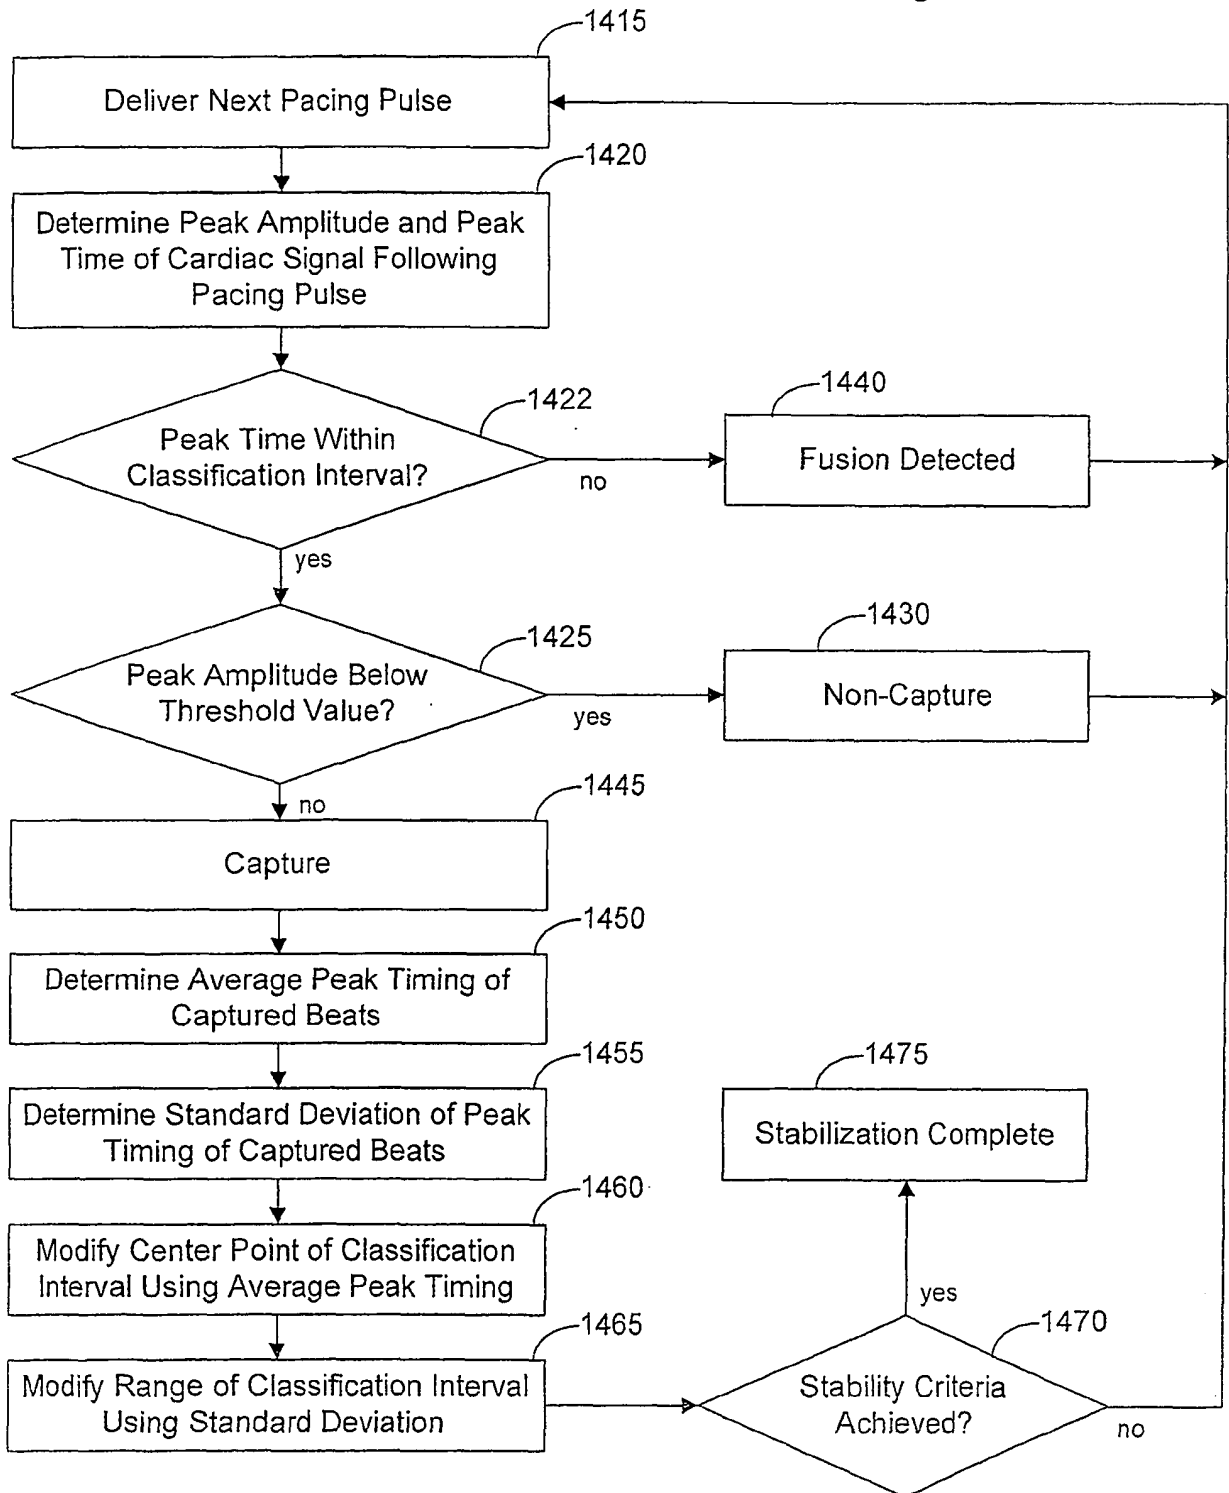 1415
Deliver Next Pacing Pulse
1420
Determine Peak Amplitude and Peak
Time of Cardiac Signal Following
Pacing Pulse
1422
Peak Time Within
Classification Interval?
no
1440
Fusion Detected
yes
1425
Peak Amplitude Below
Threshold Value?
yes
1430
Non-Capture
no
1445
Capture
1450
Determine Average Peak Timing of
Captured Beats
1455
Determine Standard Deviation of Peak
Timing of Captured Beats
1460
Modify Center Point of Classification
Interval Using Average Peak Timing
1465
Modify Range of Classification Interval
Using Standard Deviation
1470
Stability Criteria
Achieved?
no
yes
1475
Stabilization Complete